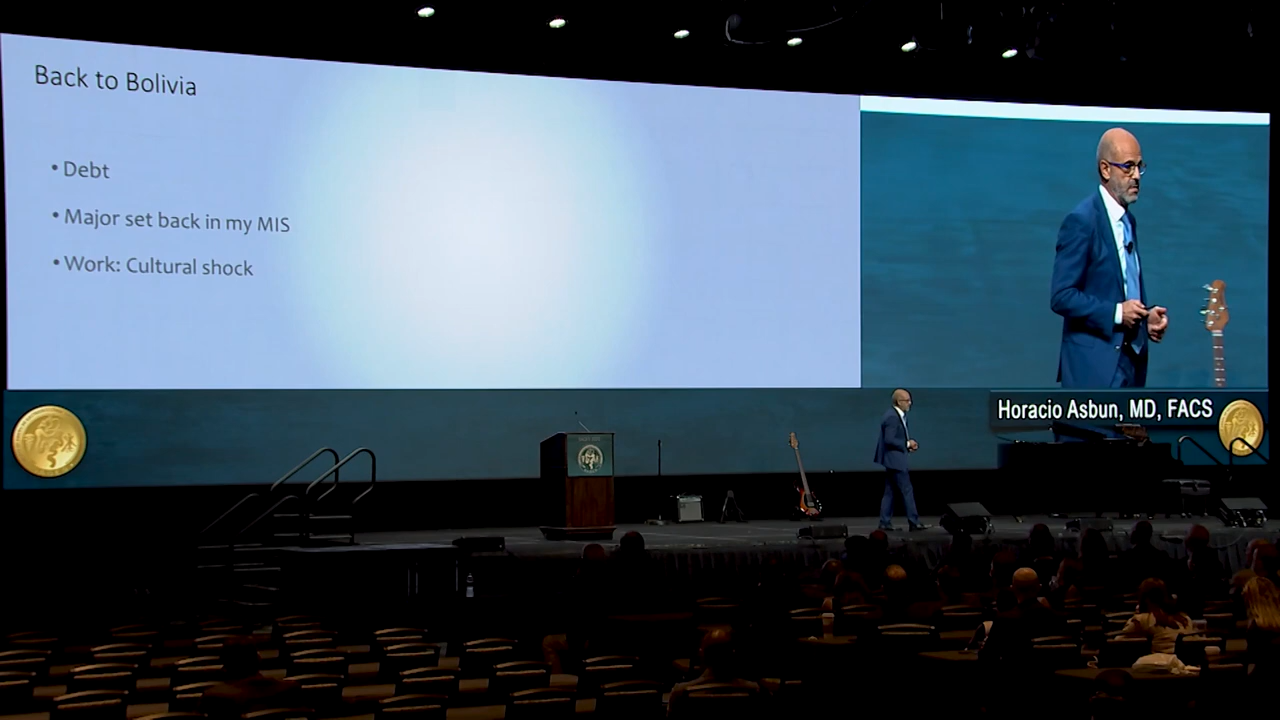 Back to Bolivia
• Debt
• Major set back in my MIS
• Work: Cultural shock
Horacio Asbun, MD, FACS